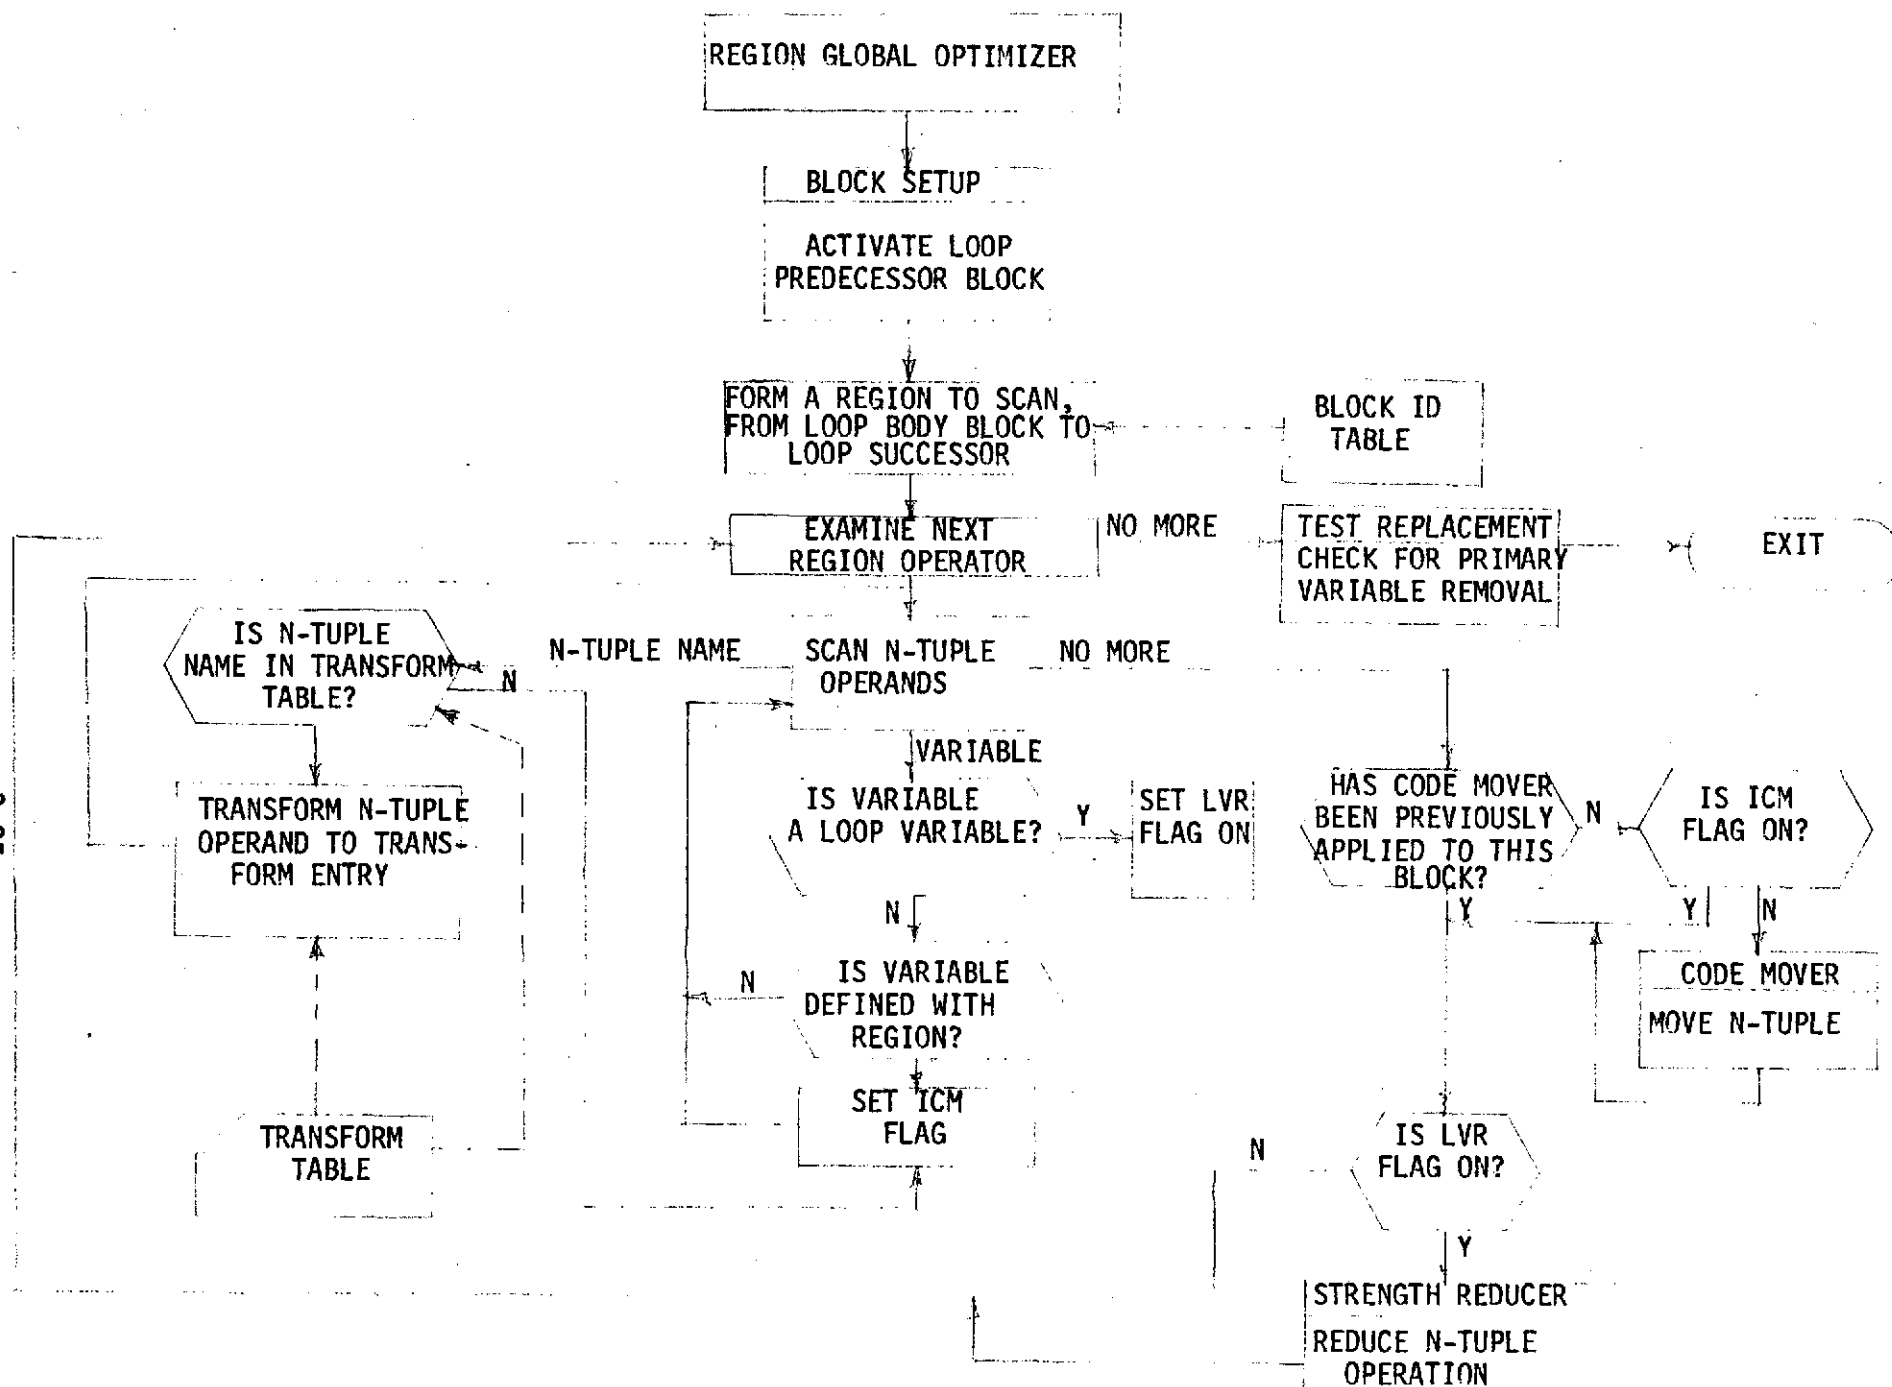 REGION GLOBAL OPTIMIZER
BLOCK SETUP
ACTIVATE LOOP
PREDECESSOR BLOCK
FORM A REGION TO SCAN,
FROM LOOP BODY BLOCK TO
LOOP SUCCESSOR
BLOCK ID
TABLE
EXAMINE NEXT
REGION OPERATOR
NO MORE
TEST REPLACEMENT
CHECK FOR PRIMARY
VARIABLE REMOVAL
EXIT
IS N-TUPLE
NAME IN TRANSFORM
TABLE?
N
N-TUPLE NAME
SCAN N-TUPLE
OPERANDS
NO MORE
VARIABLE
TRANSFORM N-TUPLE
OPERAND TO TRANS-
FORM ENTRY
IS VARIABLE
A LOOP VARIABLE?
Y
SET LVR
FLAG ON
HAS CODE MOVER
BEEN PREVIOUSLY
APPLIED TO THIS
BLOCK?
N
IS ICM
FLAG ON?
N
Y
Y
N
IS VARIABLE
DEFINED WITH
REGION?
N
CODE MOVER
MOVE N-TUPLE
SET ICM
FLAG
TRANSFORM
TABLE
IS LVR
FLAG ON?
N
Y
STRENGTH REDUCER
REDUCE N-TUPLE
OPERATION